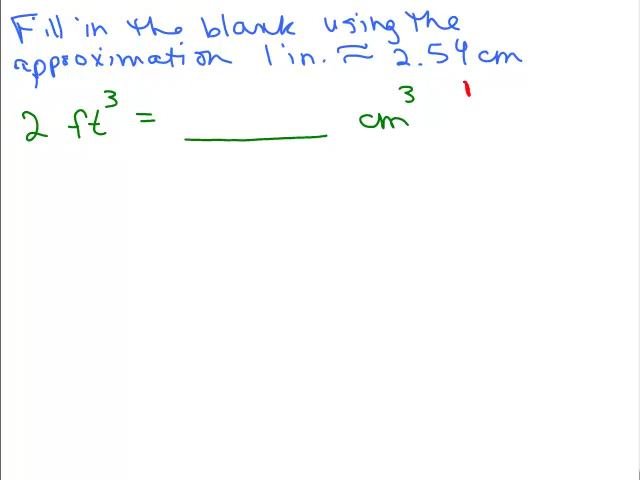 Fill in the blank using the
approximation 1 in. ≈ 2.54 cm
2 ft³ = ________ cm³